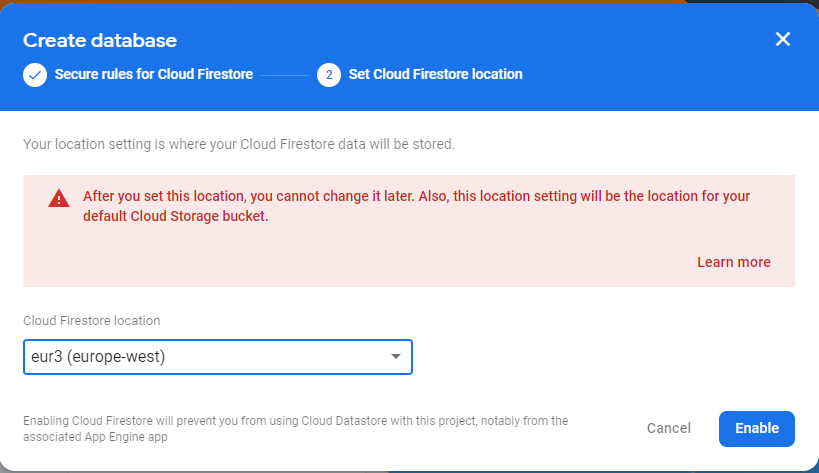 Create database
Secure rules for Cloud Firestore
2 Set Cloud Firestore location
Your location setting is where your Cloud Firestore data will be stored.
After you set this location, you cannot change it later. Also, this location setting will be the location for your
default Cloud Storage bucket.
Learn more
Cloud Firestore location
eur3 (europe-west)
Enabling Cloud Firestore will prevent you from using Cloud Datastore with this project, notably from the
associated App Engine app
Cancel
Enable